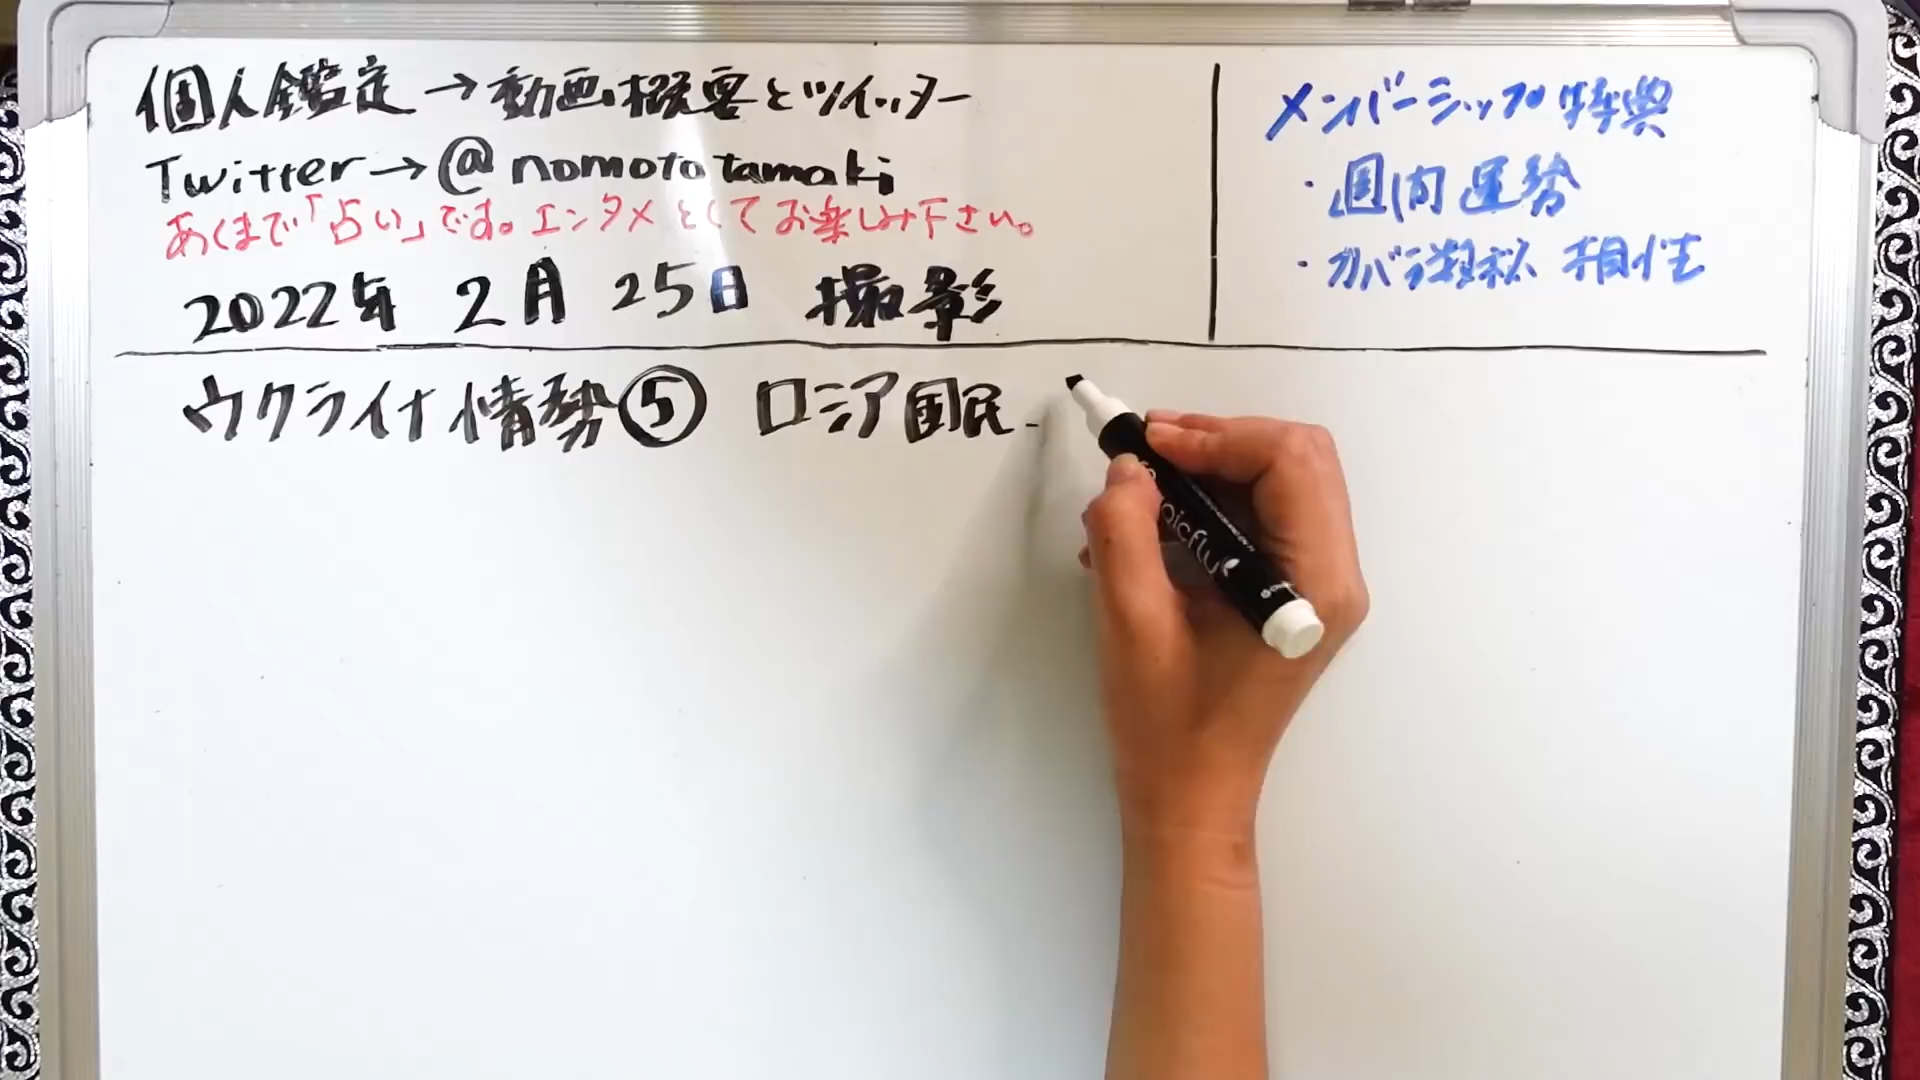 個人鑑定→動画概要とツイッター
Twitter→@nomototamaki
あくまで「占い」です。エンタメとしてお楽しみ下さい。
2022年 2月 25日 撮影
メンバーシップ特典
・週間運勢
・カバラ数秘 相性
ウクライナ情勢⑤ ロシア国民